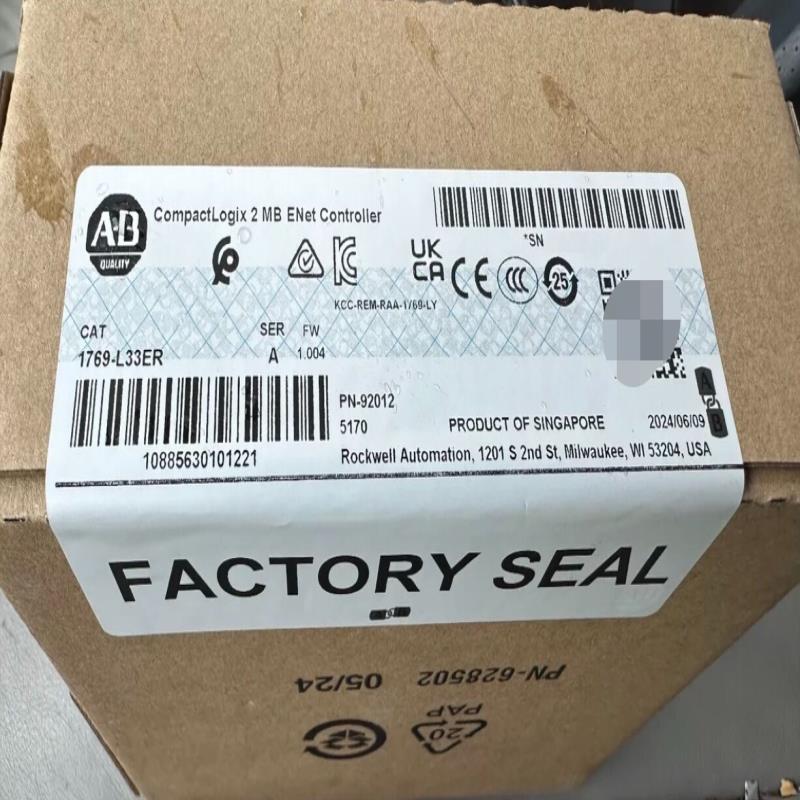 AB
QUALITY
CompactLogix 2 MB ENet Controller
*SN
UK
CA
CE
CCC
25
KCC-REM-RAA-1769-LY
CAT
SER
FW
1769-L33ER
A
1.004
10885630101221
PN-92012
5170
PRODUCT OF SINGAPORE
2024/06/09
A
B
Rockwell Automation, 1201 S 2nd St, Milwaukee, WI 53204, USA
FACTORY SEAL
PN-628502
05/24
20
PAP